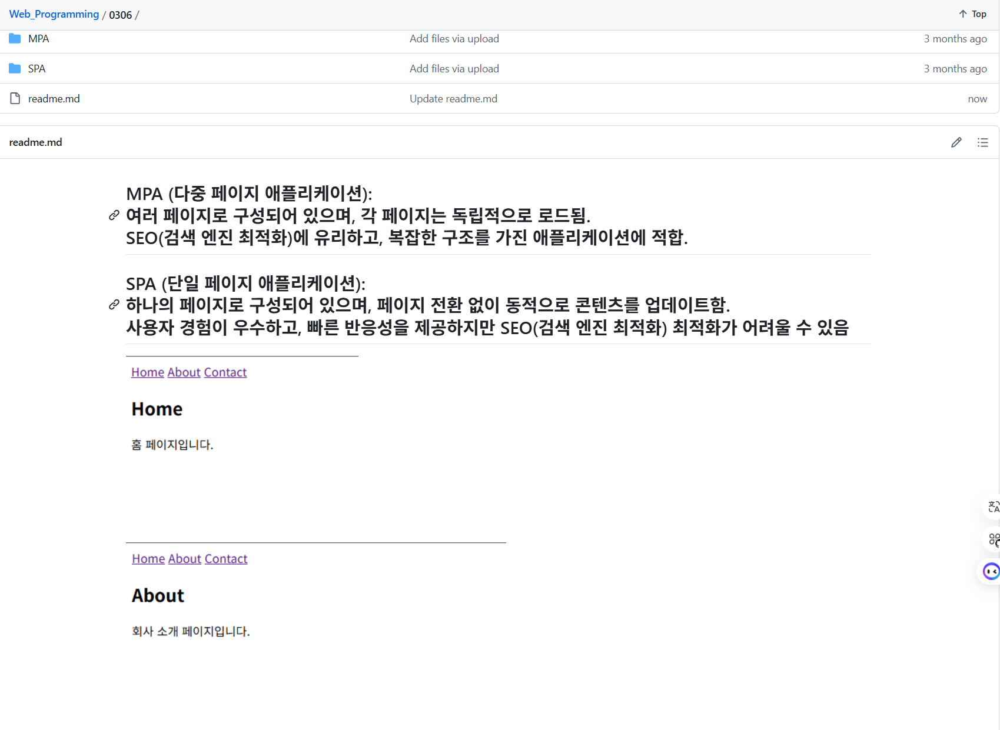 Web_Programming / 0306 /
Top
MPA
Add files via upload
3 months ago
SPA
Add files via upload
3 months ago
readme.md
Update readme.md
now
readme.md
MPA (다중 페이지 애플리케이션):
여러 페이지로 구성되어 있으며, 각 페이지는 독립적으로 로드됨.
SEO(검색 엔진 최적화)에 유리하고, 복잡한 구조를 가진 애플리케이션에 적합.
SPA (단일 페이지 애플리케이션):
하나의 페이지로 구성되어 있으며, 페이지 전환 없이 동적으로 콘텐츠를 업데이트함.
사용자 경험이 우수하고, 빠른 반응성을 제공하지만 SEO(검색 엔진 최적화) 최적화가 어려울 수 있음
Home About Contact
Home
홈 페이지입니다.
Home About Contact
About
회사 소개 페이지입니다.